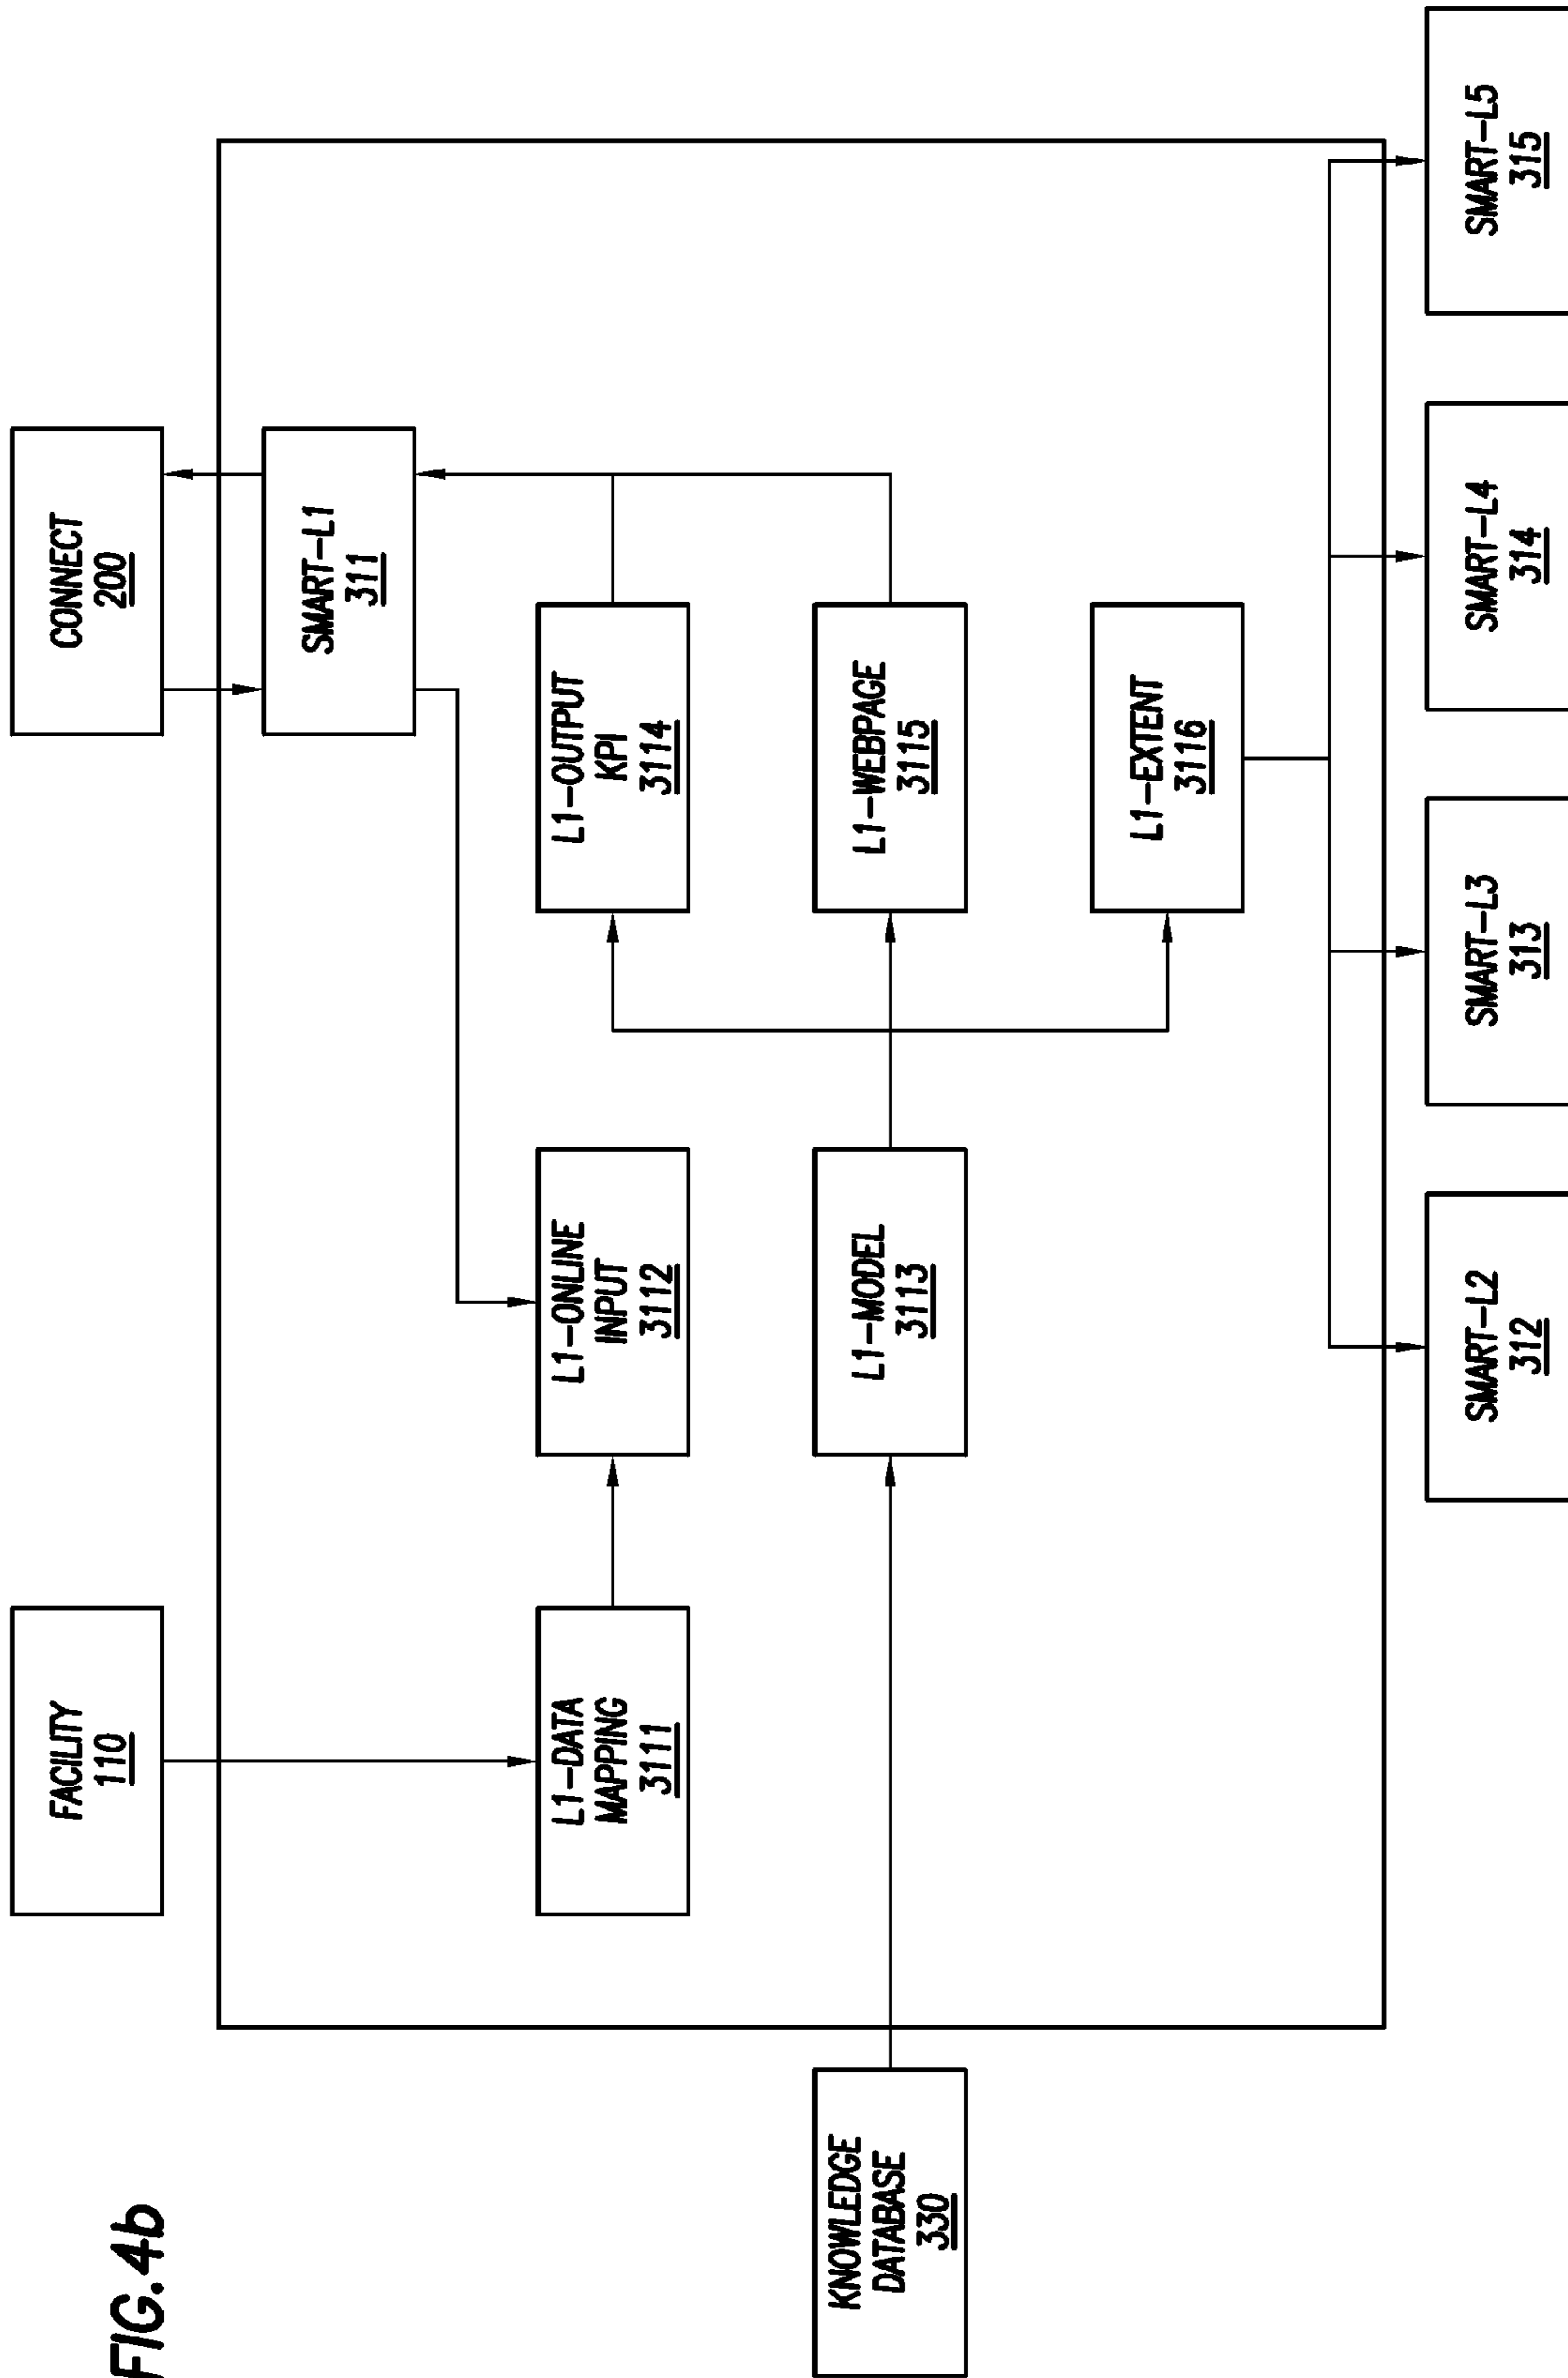 FIG. 4b
FACILITY
110
CONNECT
200
SMART-L1
311
L1-DATA
MAPPING
3111
L1-ONLINE
INPUT
3112
L1-OUTPUT
KPI
3114
KNOWLEDGE
DATABASE
330
L1-MODEL
3113
L1-WEBPAGE
3115
L1-EXTENT
3116
SMART-L2
312
SMART-L3
313
SMART-L4
314
SMART-L5
315